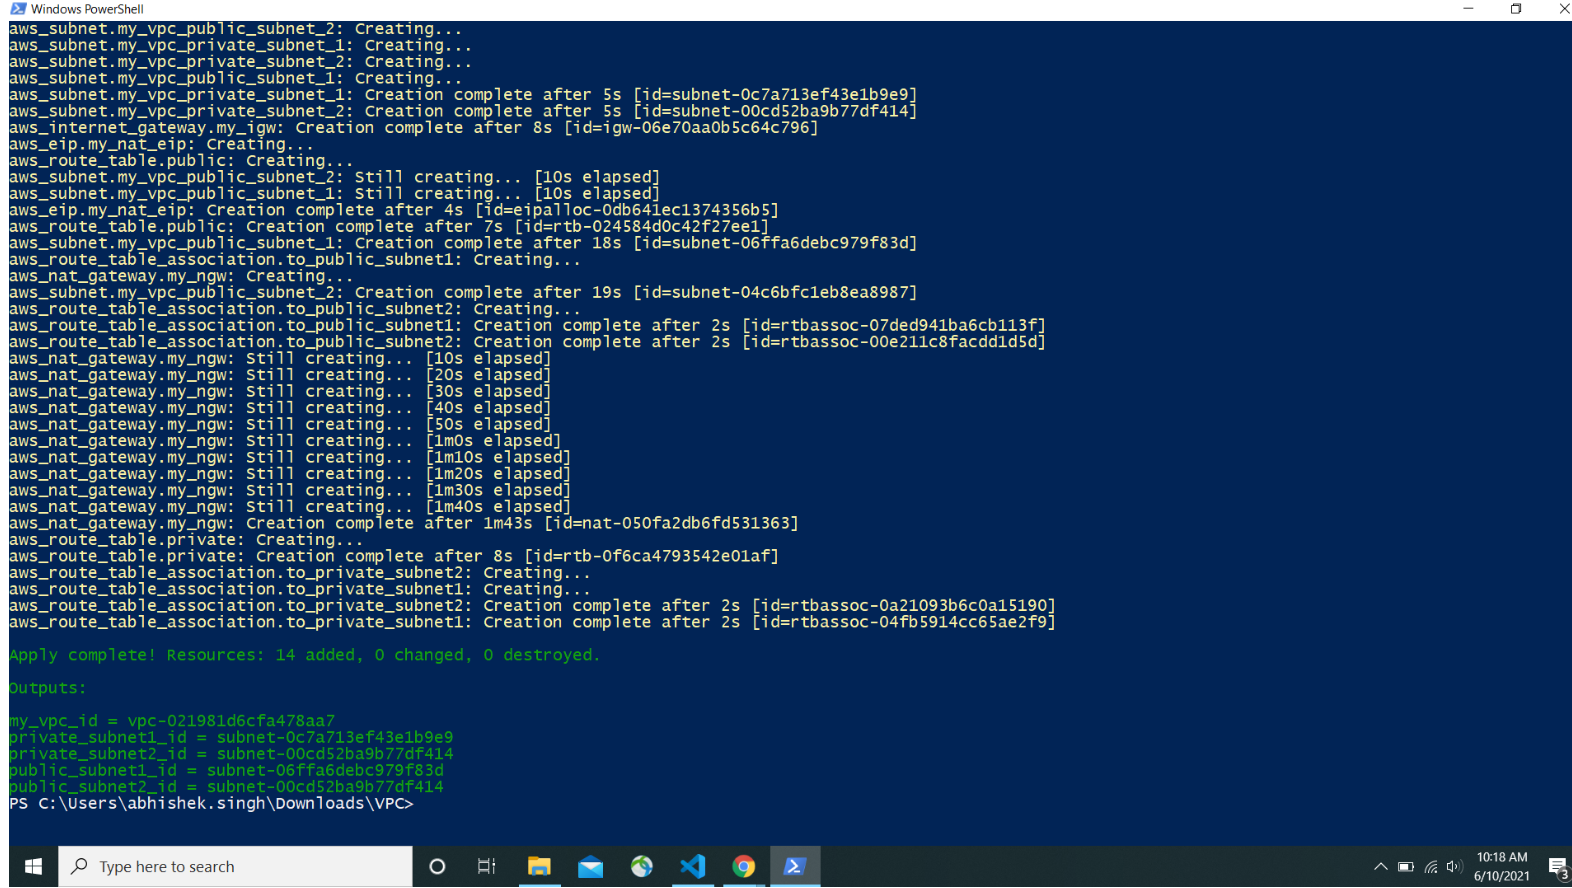 Windows PowerShell
aws_subnet.my_vpc_public_subnet_2: Creating...
aws_subnet.my_vpc_private_subnet_1: Creating...
aws_subnet.my_vpc_private_subnet_2: Creating...
aws_subnet.my_vpc_public_subnet_1: Creating...
aws_subnet.my_vpc_private_subnet_1: Creation complete after 5s [id=subnet-0c7a713ef43e1b9e9]
aws_subnet.my_vpc_private_subnet_2: Creation complete after 5s [id=subnet-00cd52ba9b77df414]
aws_internet_gateway.my_igw: Creation complete after 8s [id=igw-06e70aa0b5c64c796]
aws_eip.my_nat_eip: Creating...
aws_route_table.public: Creating...
aws_subnet.my_vpc_public_subnet_2: Still creating... [10s elapsed]
aws_subnet.my_vpc_public_subnet_1: Still creating... [10s elapsed]
aws_eip.my_nat_eip: Creation complete after 4s [id=eipalloc-0db641ec1374356b5]
aws_route_table.public: Creation complete after 7s [id=rtb-024584d0c42f27ee1]
aws_subnet.my_vpc_public_subnet_1: Creation complete after 18s [id=subnet-06ffa6debc979f83d]
aws_route_table_association.to_public_subnet1: Creating...
aws_nat_gateway.my_ngw: Creating...
aws_subnet.my_vpc_public_subnet_2: Creation complete after 19s [id=subnet-04c6bfc1eb8ea8987]
aws_route_table_association.to_public_subnet2: Creating...
aws_route_table_association.to_public_subnet1: Creation complete after 2s [id=rtbassoc-07ded941ba6cb113f]
aws_route_table_association.to_public_subnet2: Creation complete after 2s [id=rtbassoc-00e211c8facdd1d5d]
aws_nat_gateway.my_ngw: Still creating... [10s elapsed]
aws_nat_gateway.my_ngw: Still creating... [20s elapsed]
aws_nat_gateway.my_ngw: Still creating... [30s elapsed]
aws_nat_gateway.my_ngw: Still creating... [40s elapsed]
aws_nat_gateway.my_ngw: Still creating... [50s elapsed]
aws_nat_gateway.my_ngw: Still creating... [1m0s elapsed]
aws_nat_gateway.my_ngw: Still creating... [1m10s elapsed]
aws_nat_gateway.my_ngw: Still creating... [1m20s elapsed]
aws_nat_gateway.my_ngw: Still creating... [1m30s elapsed]
aws_nat_gateway.my_ngw: Still creating... [1m40s elapsed]
aws_nat_gateway.my_ngw: Creation complete after 1m43s [id=nat-050fa2db6fd531363]
aws_route_table.private: Creating...
aws_route_table.private: Creation complete after 8s [id=rtb-0f6ca4793542e01af]
aws_route_table_association.to_private_subnet2: Creating...
aws_route_table_association.to_private_subnet1: Creating...
aws_route_table_association.to_private_subnet2: Creation complete after 2s [id=rtbassoc-0a21093b6c0a15190]
aws_route_table_association.to_private_subnet1: Creation complete after 2s [id=rtbassoc-04fb5914cc65ae2f9]
Apply complete! Resources: 14 added, 0 changed, 0 destroyed.
Outputs:
my_vpc_id = vpc-021981d6cfa478aa7
private_subnet1_id = subnet-0c7a713ef43e1b9e9
private_subnet2_id = subnet-00cd52ba9b77df414
public_subnet1_id = subnet-06ffa6debc979f83d
public_subnet2_id = subnet-00cd52ba9b77df414
PS C:\Users\abhishek.singh\Downloads\VPC>
Type here to search
10:18 AM
6/10/2021
3